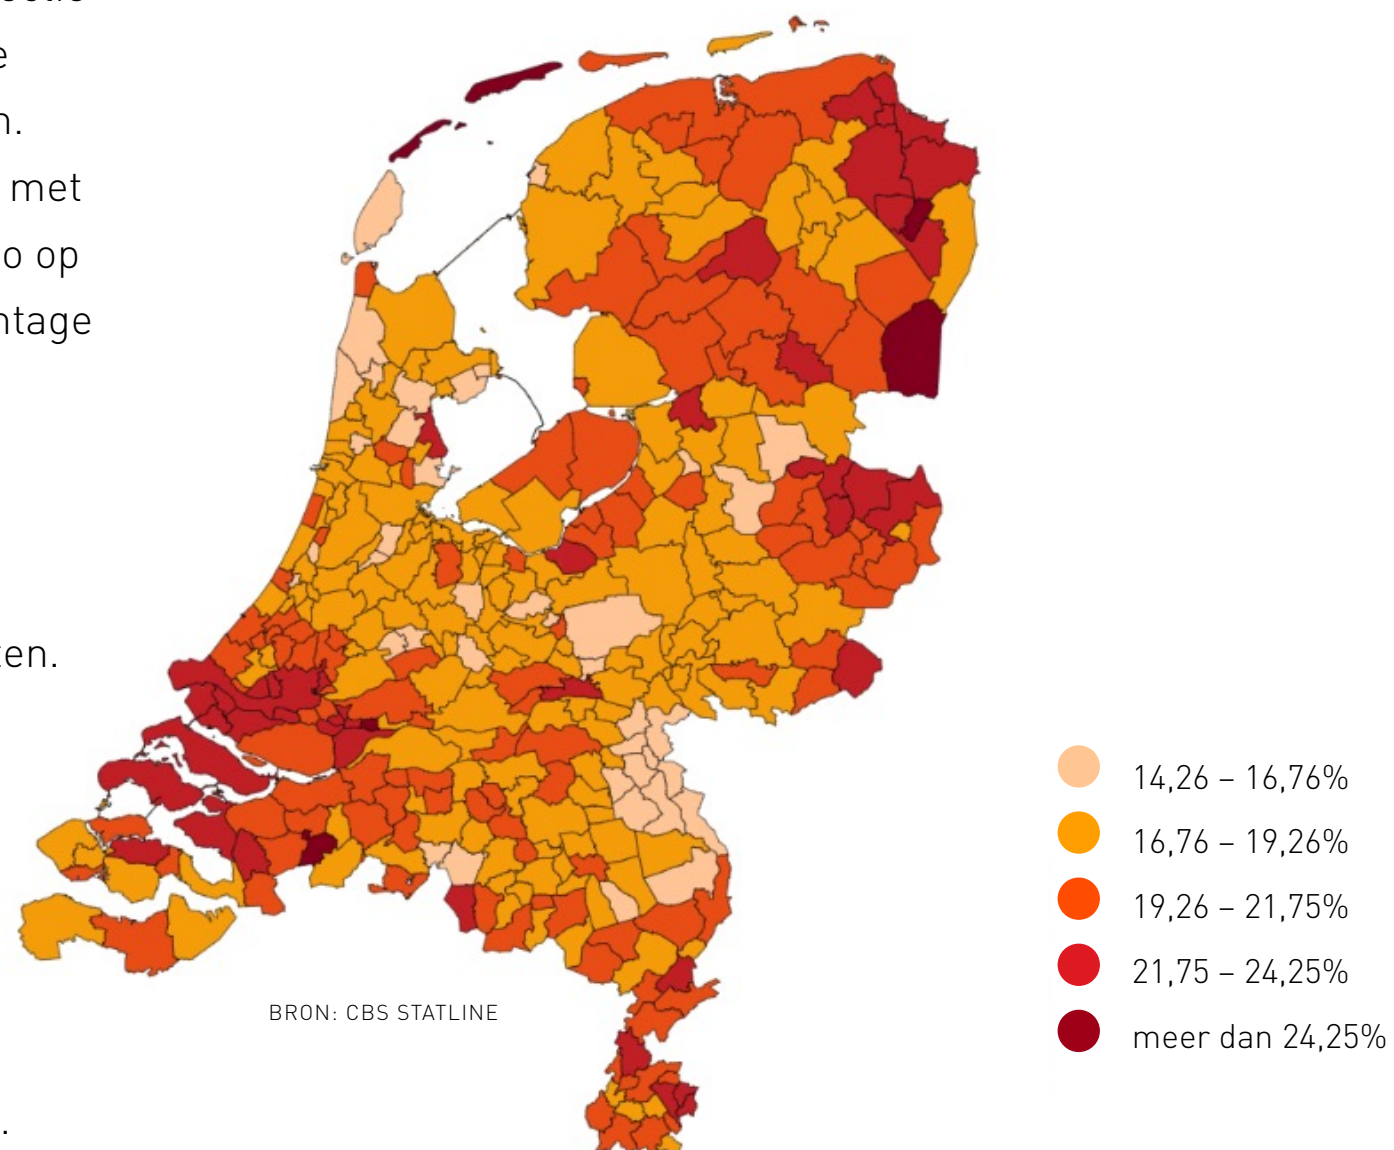 e
n.
met
o op
ntage
ten.
BRON: CBS STATLINE
.
14,26 – 16,76%
16,76 – 19,26%
19,26 – 21,75%
21,75 – 24,25%
meer dan 24,25%